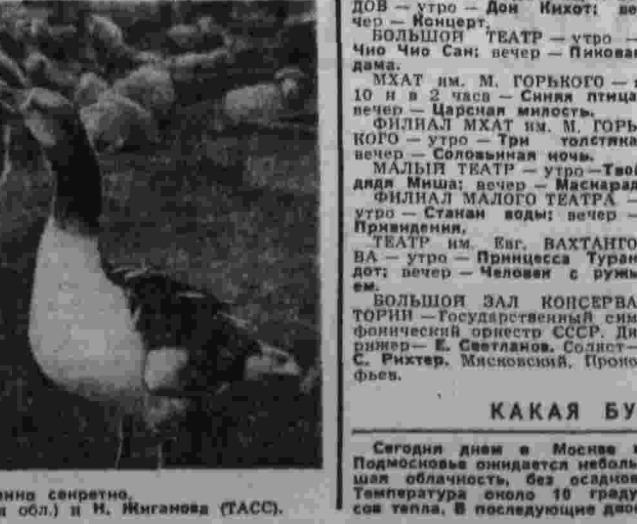 ДОВ — утро — Дон Кихот; ве
чер — Концерт.
БОЛЬШОЙ ТЕАТР — утро —
Чио Чио Сан; вечер — Пиковая
дама.
МХАТ им. М. ГОРЬКОГО — в
10 и в 2 часа — Синяя птица
вечер — Царская милость.
ФИЛИАЛ МХАТ им. М. ГОРЬ
КОГО — утро — Три толстяка
вечер — Соловьиная ночь.
МАЛЫЙ ТЕАТР — утро — Твой
дядя Миша; вечер — Маскарад
ФИЛИАЛ МАЛОГО ТЕАТРА —
утро — Стакан воды; вечер —
Привидения.
ТЕАТР им. Евг. ВАХТАНГО
ВА — утро — Принцесса Туран
дот; вечер — Человек с ружь
ем.
БОЛЬШОЙ ЗАЛ КОНСЕРВА
ТОРИИ — Государственный сим
фонический оркестр СССР. Ди
рижер — Е. Светланов. Солист —
С. Рихтер. Мясковский, Проко
фьев.
КАКАЯ БУ
Сегодня днем в Москве и
Подмосковье ожидается неболь
шая облачность, без осадков
Температура около 10 граду
сов тепла. В последующие двое
нно секретно.
обл.) и Н. Жиганова (ТАСС).